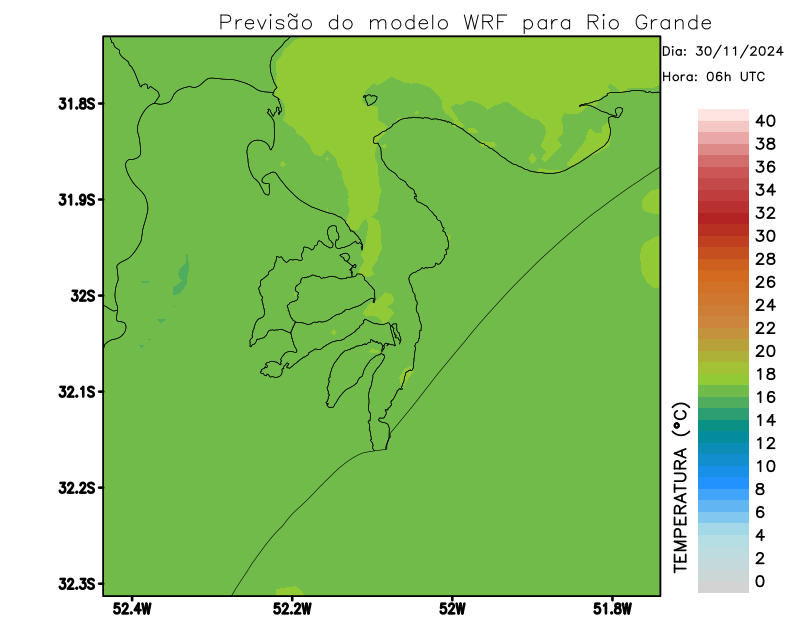 Previsão do modelo WRF para Rio Grande
Dia: 30/11/2024
Hora: 06h UTC
31.8S
31.9S
32S
32.1S
32.2S
32.3S
52.4W
52.2W
52W
51.8W
TEMPERATURA (°C)
40
38
36
34
32
30
28
26
24
22
20
18
16
14
12
10
8
6
4
2
0